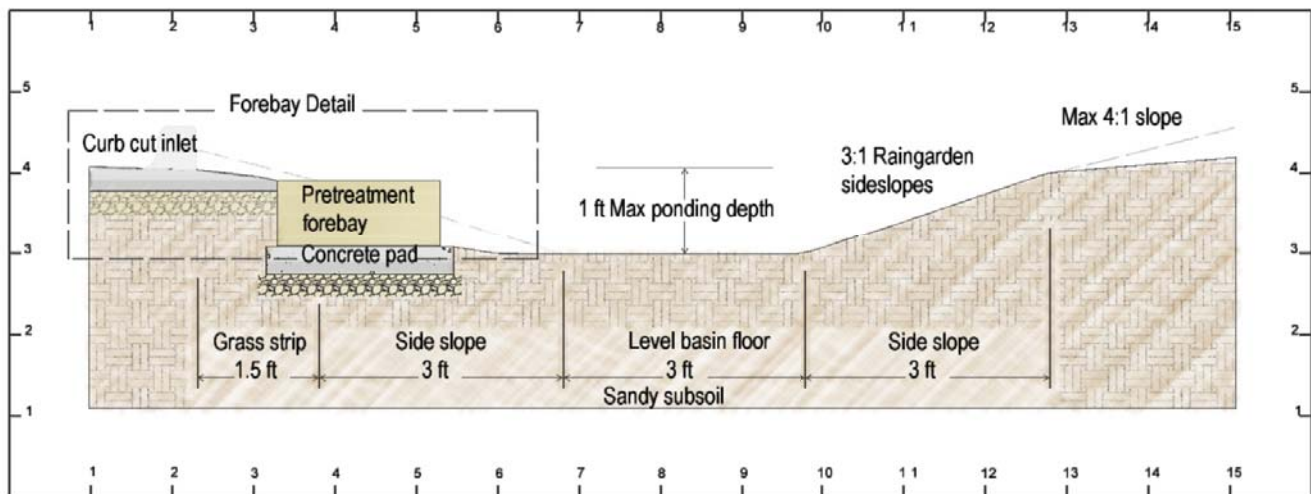 1 2 3 4 5 6 7 8 9 10 11 12 13 14 15
5 5
Forebay Detail
Max 4:1 slope
Curb cut inlet
4 4
3:1 Raingarden
sideslopes
Pretreatment
forebay
1 ft Max ponding depth
3 3
Concrete pad
2 2
Grass strip
1.5 ft
Side slope
3 ft
Level basin floor
3 ft
Side slope
3 ft
Sandy subsoil
1 1
1 2 3 4 5 6 7 8 9 10 11 12 13 14 15